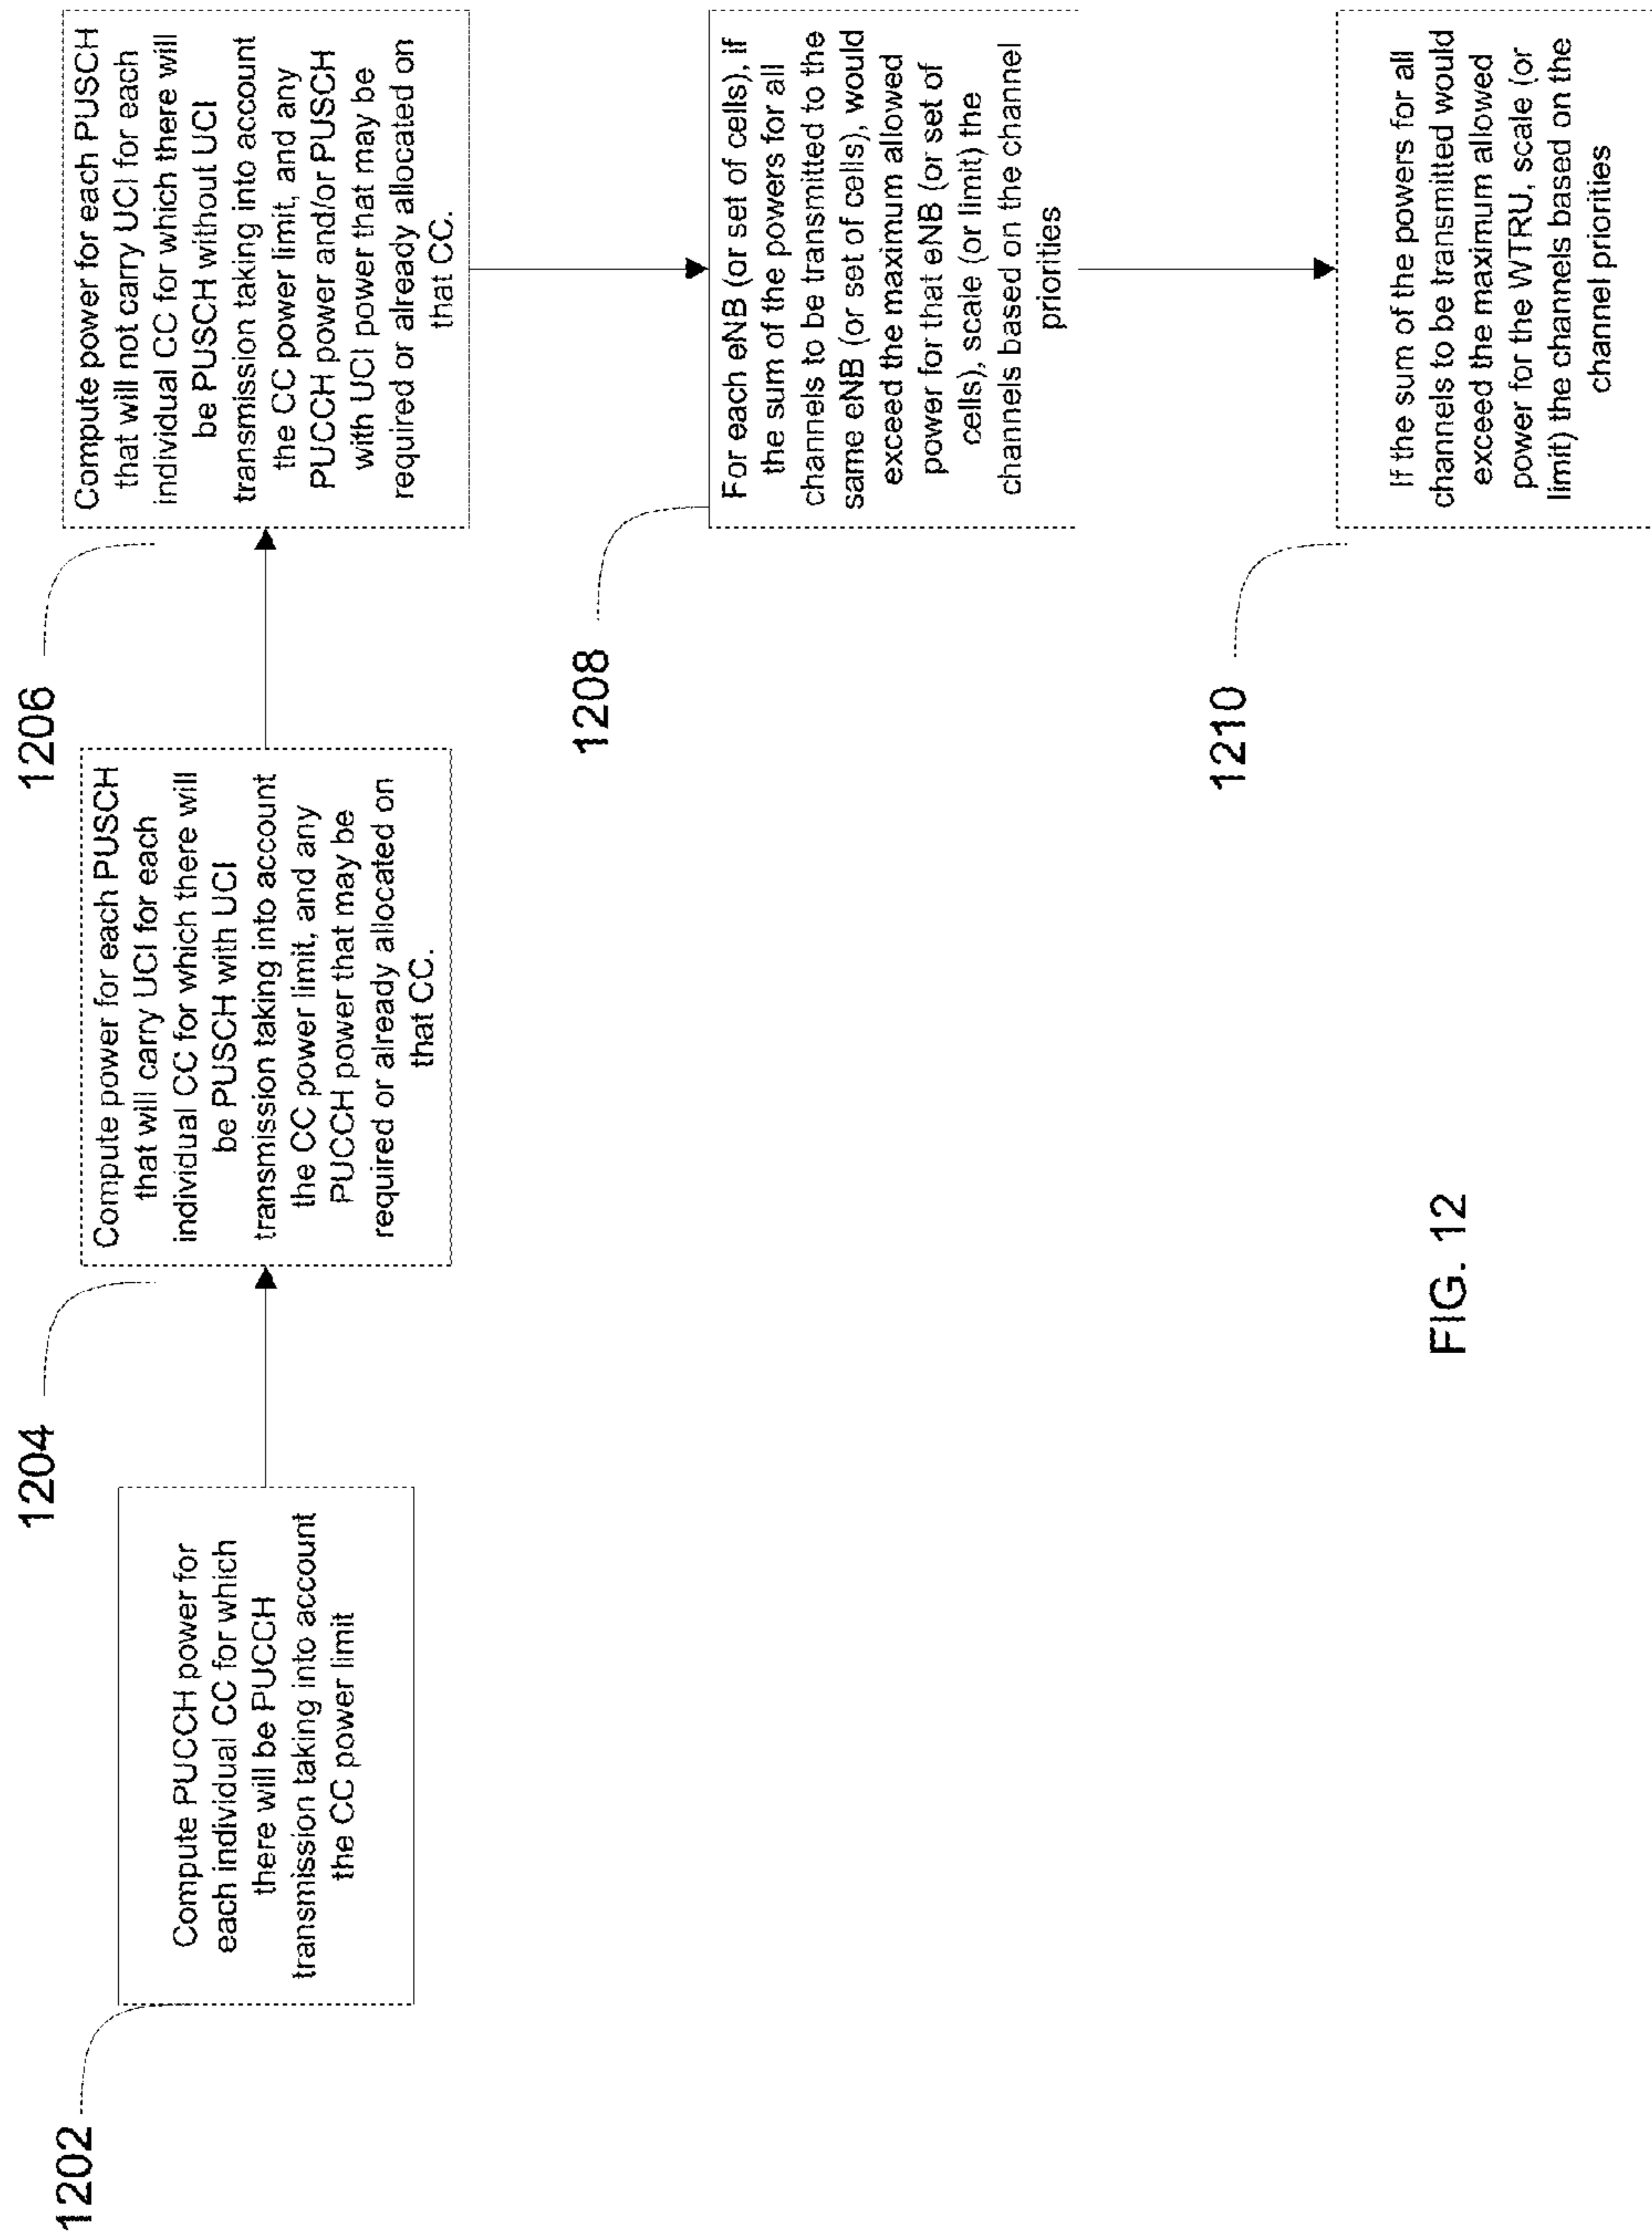 1202
Compute PUCCH power for
each individual CC for which
there will be PUCCH
transmission taking into account
the CC power limit
1204
Compute power for each PUSCH
that will carry UCI for each
individual CC for which there will
be PUSCH with UCI
transmission taking into account
the CC power limit, and any
PUCCH power that may be
required or already allocated on
that CC.
1206
Compute power for each PUSCH
that will not carry UCI for each
individual CC for which there will
be PUSCH without UCI
transmission taking into account
the CC power limit, and any
PUCCH power and/or PUSCH
with UCI power that may be
required or already allocated on
that CC.
1208
For each eNB (or set of cells), if
the sum of the powers for all
channels to be transmitted to the
same eNB (or set of cells), would
exceed the maximum allowed
power for that eNB (or set of
cells), scale (or limit) the
channels based on the channel
priorities
1210
If the sum of the powers for all
channels to be transmitted would
exceed the maximum allowed
power for the WTRU, scale (or
limit) the channels based on the
channel priorities
FIG. 12